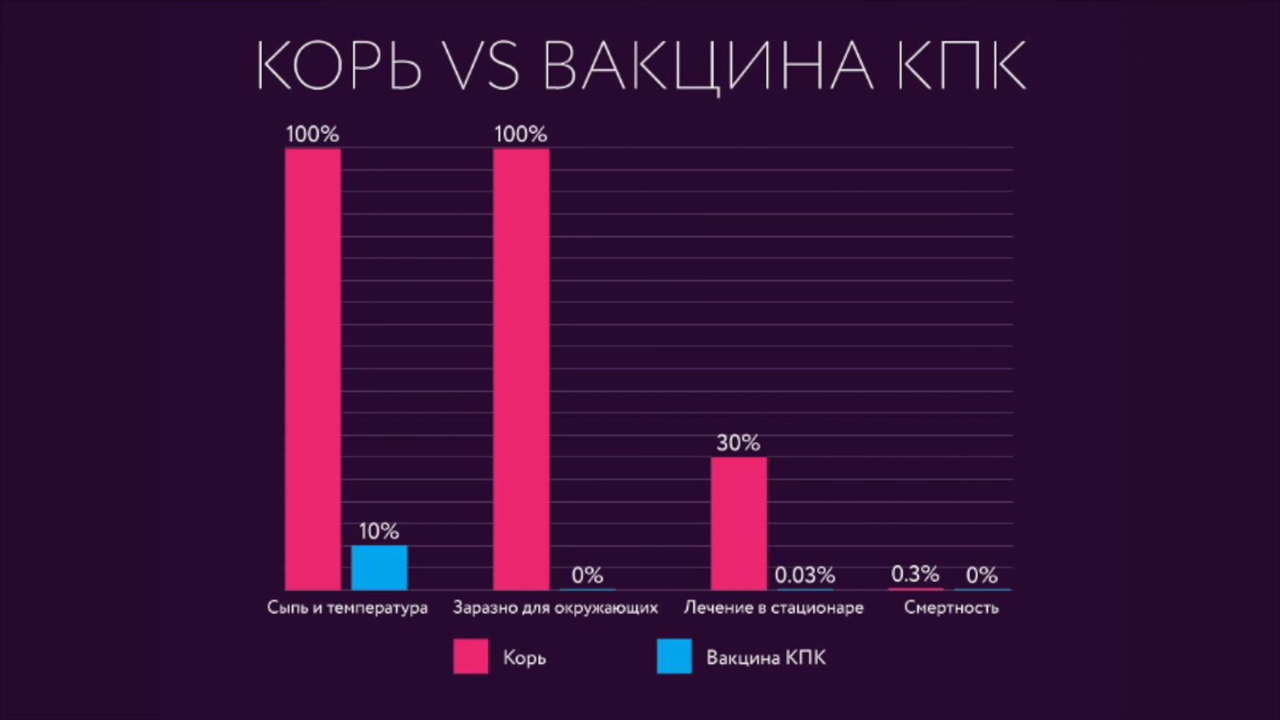 КОРЬ VS ВАКЦИНА КПК
100% 100%
30%
10%
0% 0.03% 0.3% 0%
Сыпь и температура Заразно для окружающих Лечение в стационаре Смертность
Корь Вакцина КПК